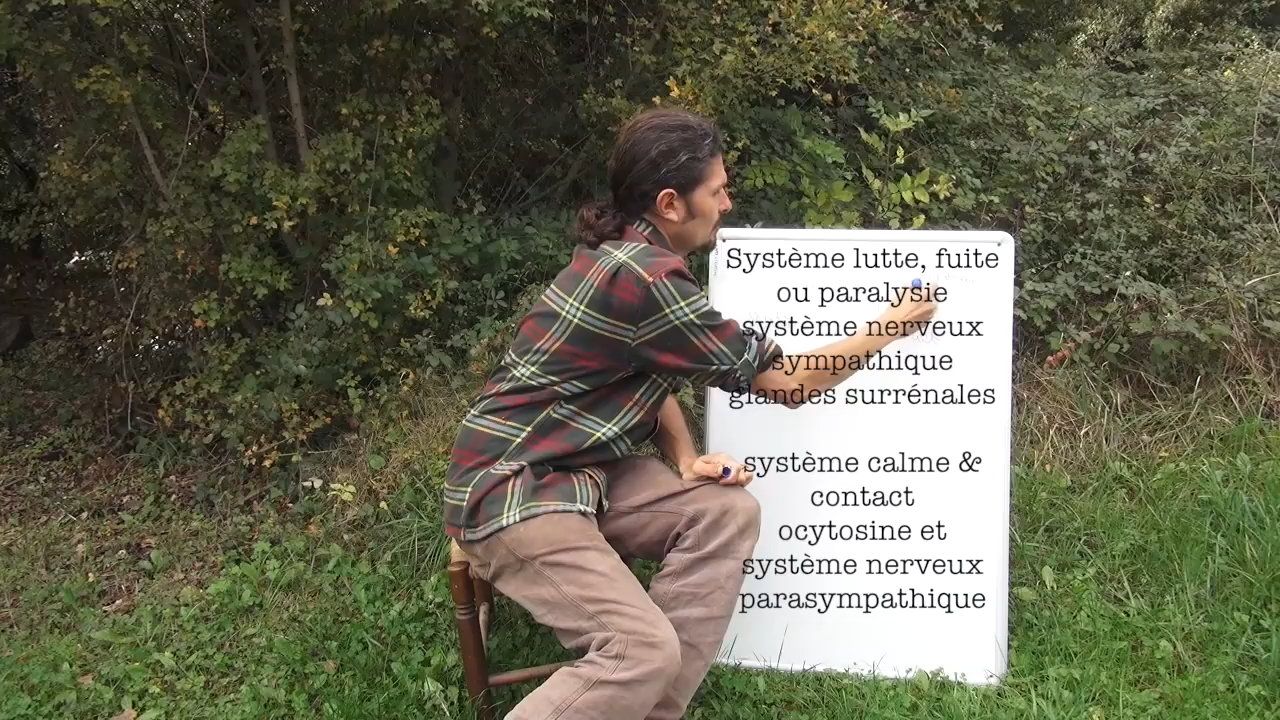 Système lutte, fuite
ou paralysie
système nerveux
sympathique
glandes surrénales
système calme &
contact
ocytosine et
système nerveux
parasympathique